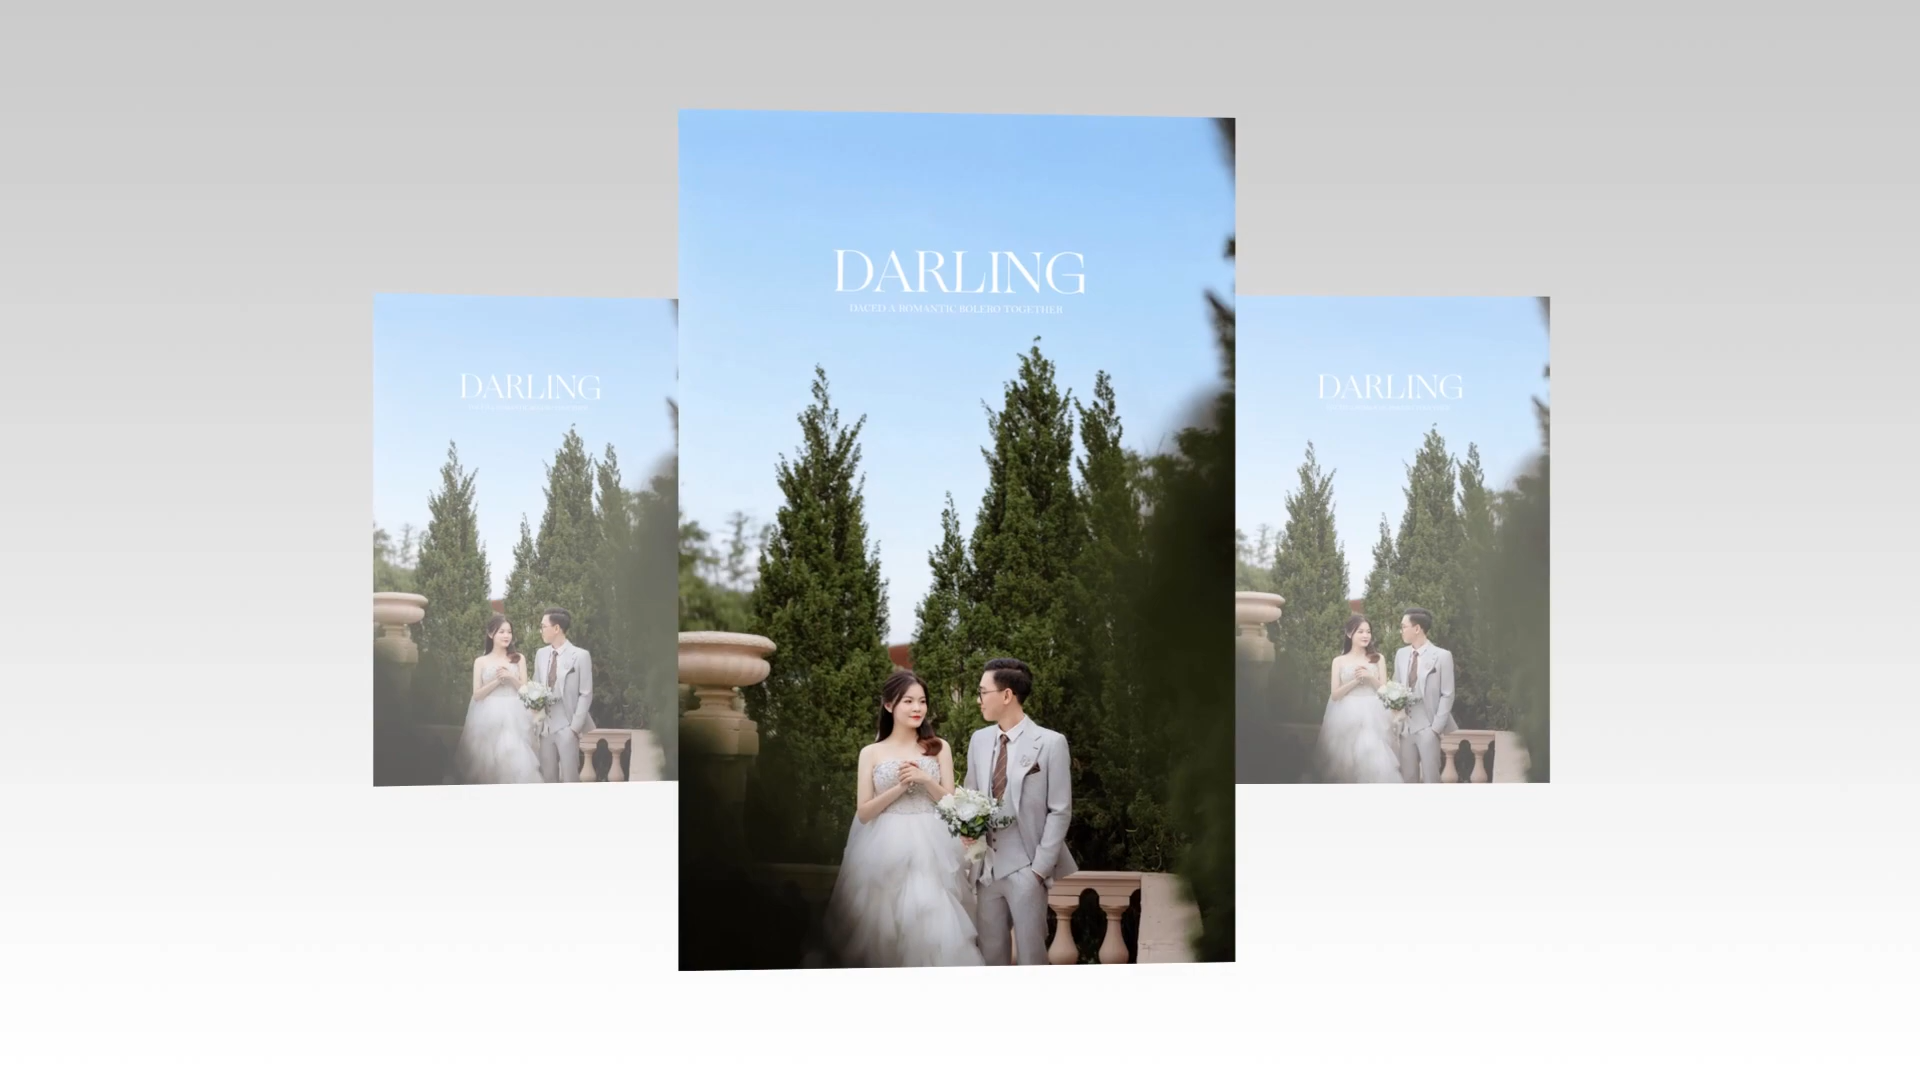 DARLING
DACED A ROMANTIC BOLERO TOGETHER
DARLING
DARLING